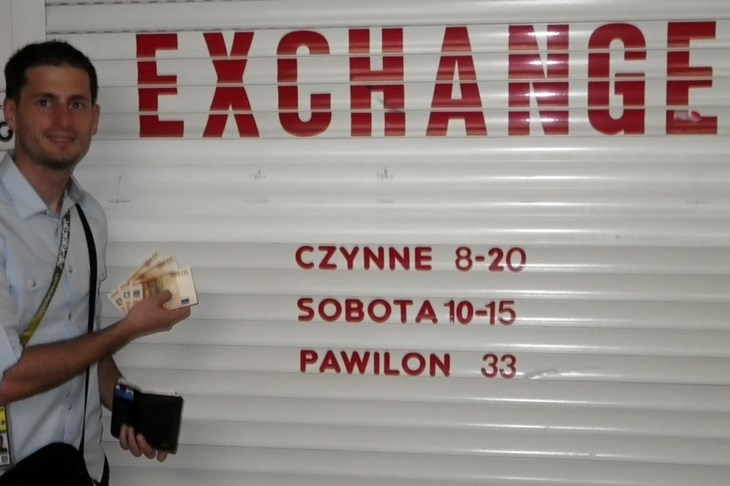 EXCHANGE
CZYNNE 8-20
SOBOTA 10-15
PAWILON 33